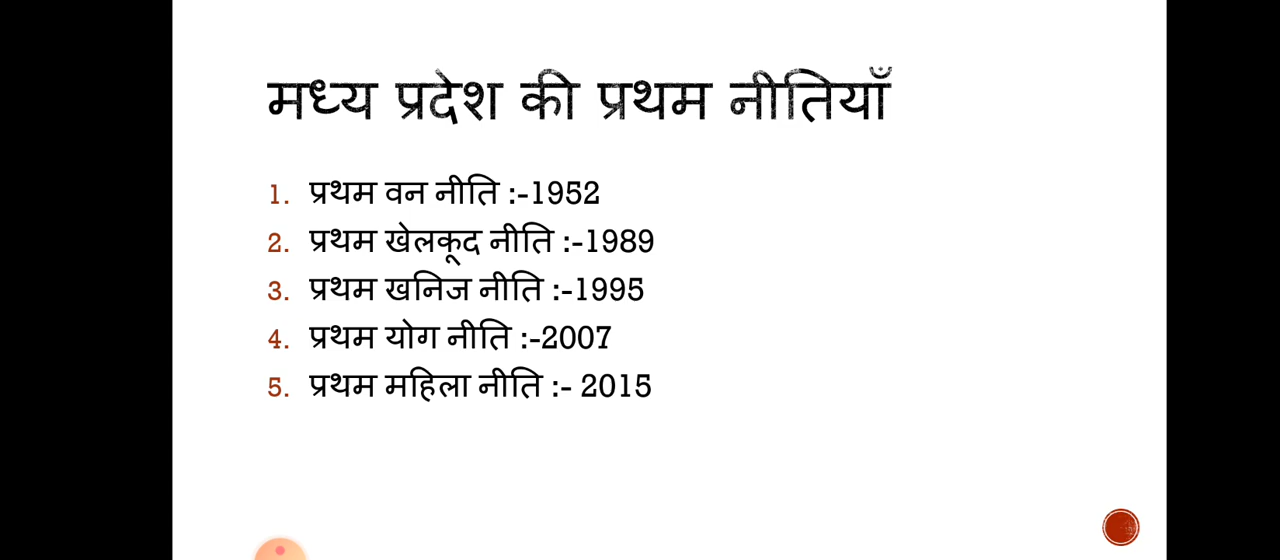 मध्य प्रदेश की प्रथम नीतियाँ
1. प्रथम वन नीति :-1952
2. प्रथम खेलकूद नीति :-1989
3. प्रथम खनिज नीति :-1995
4. प्रथम योग नीति :-2007
5. प्रथम महिला नीति :- 2015